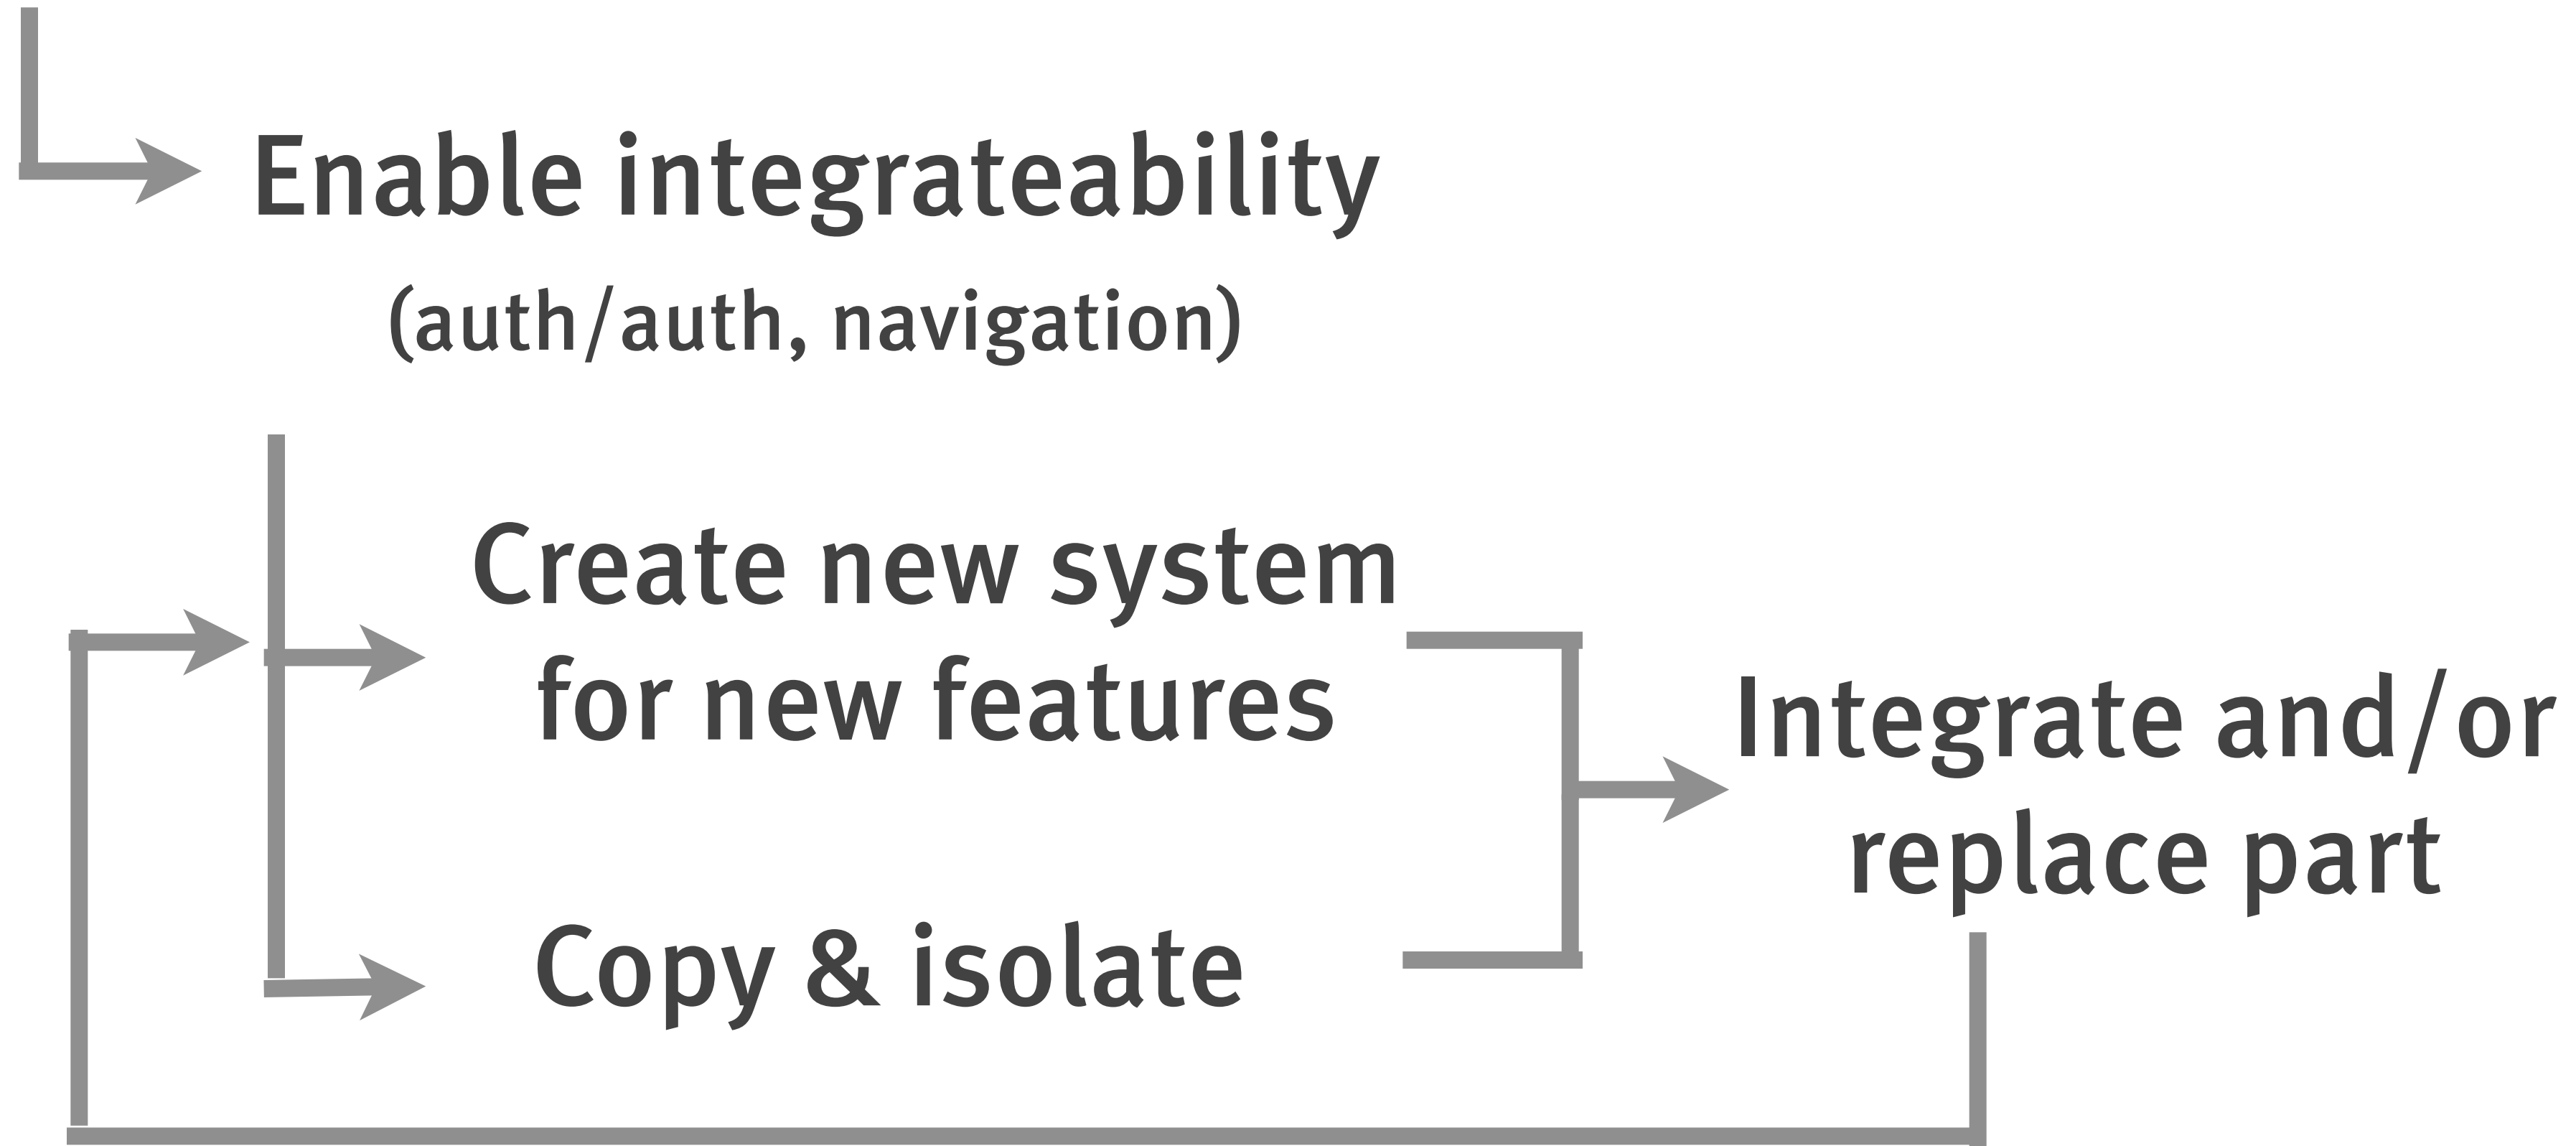 Enable integrateability
(auth/auth, navigation)
Create new system
for new features
Integrate and/or
replace part
Copy & isolate